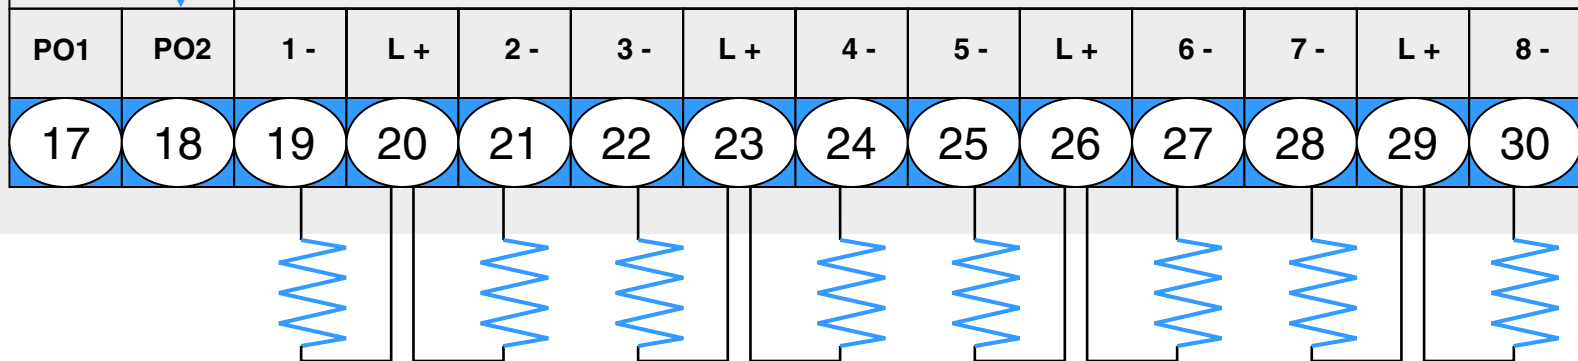 PO1 PO2 1 - L + 2 - 3 - L + 4 - 5 - L + 6 - 7 - L + 8 -
17 18 19 20 21 22 23 24 25 26 27 28 29 30